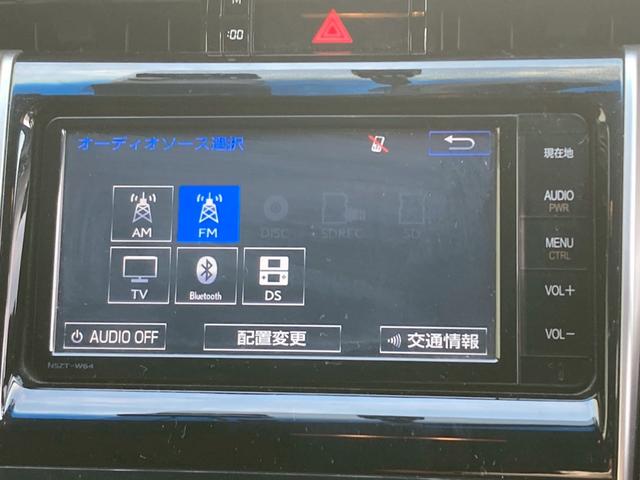 M
:00
オーディオソース選択
AM
FM
DISC
SDREC
SD
TV
Bluetooth
DS
AUDIO OFF
配置変更
交通情報
NSZT-W64
現在地
AUDIO
PWR
MENU
CTRL
VOL+
VOL-